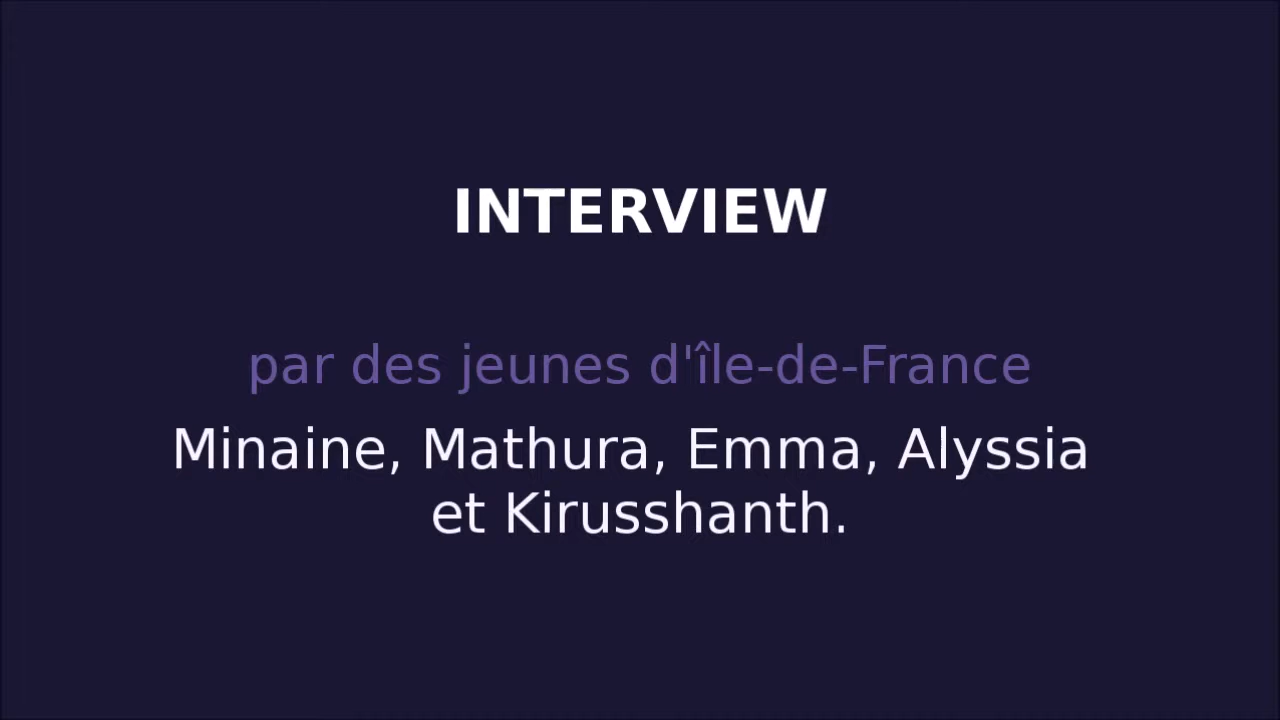 INTERVIEW
par des jeunes d'île-de-France
Minaine, Mathura, Emma, Alyssia
et Kirusshanth.